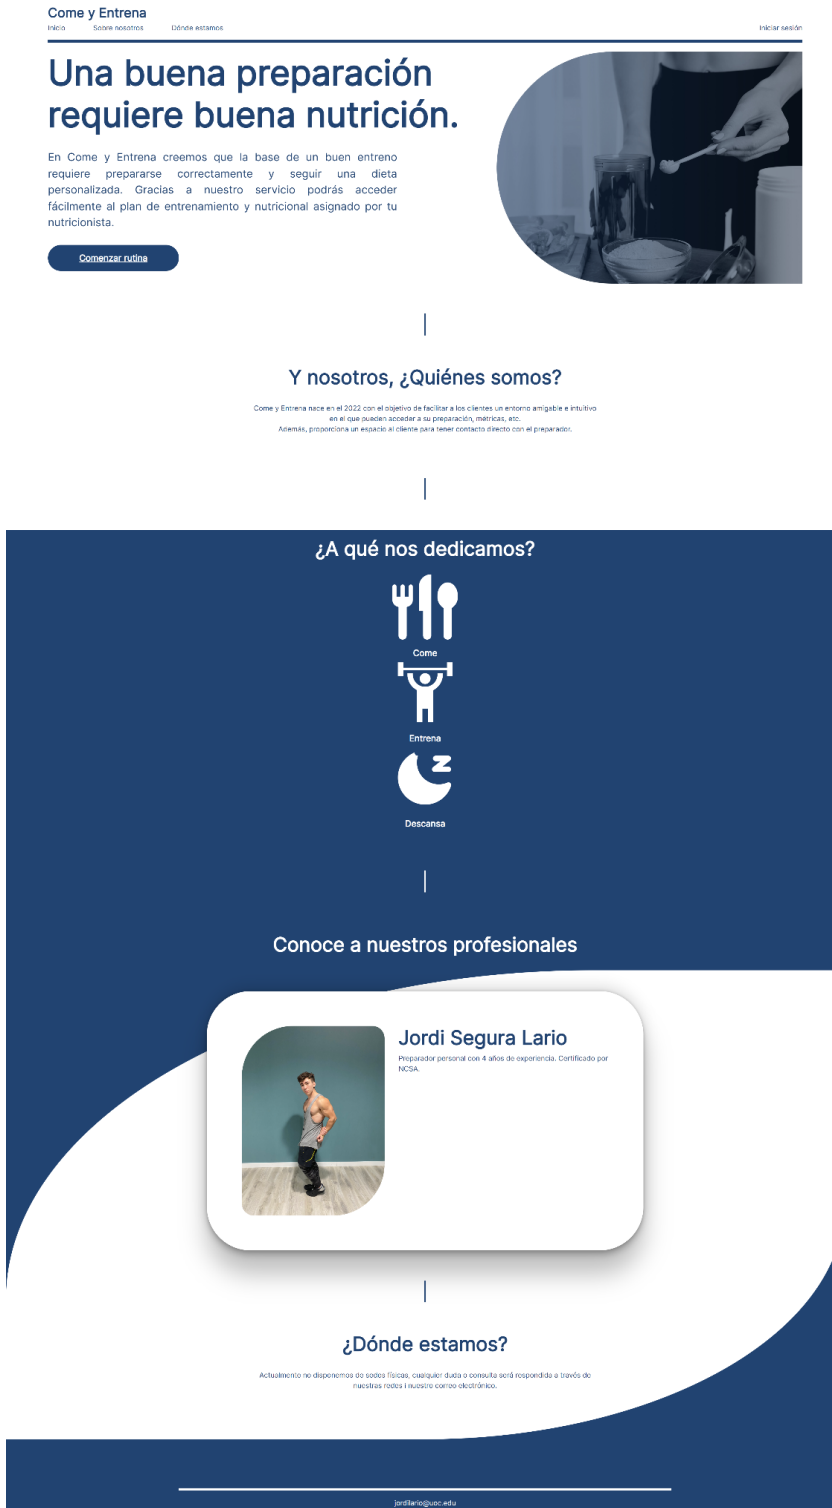 Come y Entrena
Inicio Sobre nosotros Dónde estamos Iniciar sesión
Una buena preparación
requiere buena nutrición.
En Come y Entrena creemos que la base de un buen entreno
requiere prepararse correctamente y seguir una dieta
personalizada. Gracias a nuestro servicio podrás acceder
fácilmente al plan de entrenamiento y nutricional asignado por tu
nutricionista.
Comenzar rutina
Y nosotros, ¿Quiénes somos?
Come y Entrena nace en el 2022 con el objetivo de facilitar a los clientes un entorno amigable e intuitivo
en el que pueden acceder a su preparación, métricas, etc.
Además, proporciona un espacio al cliente para tener contacto directo con el preparador.
¿A qué nos dedicamos?
Come
Entrena
Descansa
Conoce a nuestros profesionales
Jordi Segura Lario
Preparador personal con 4 años de experiencia. Certificado por
NCSA.
¿Dónde estamos?
Actualmente no disponemos de sedes físicas, cualquier duda o consulta será respondida a través de
nuestras redes i nuestro correo electrónico.
jordilario@uoc.edu